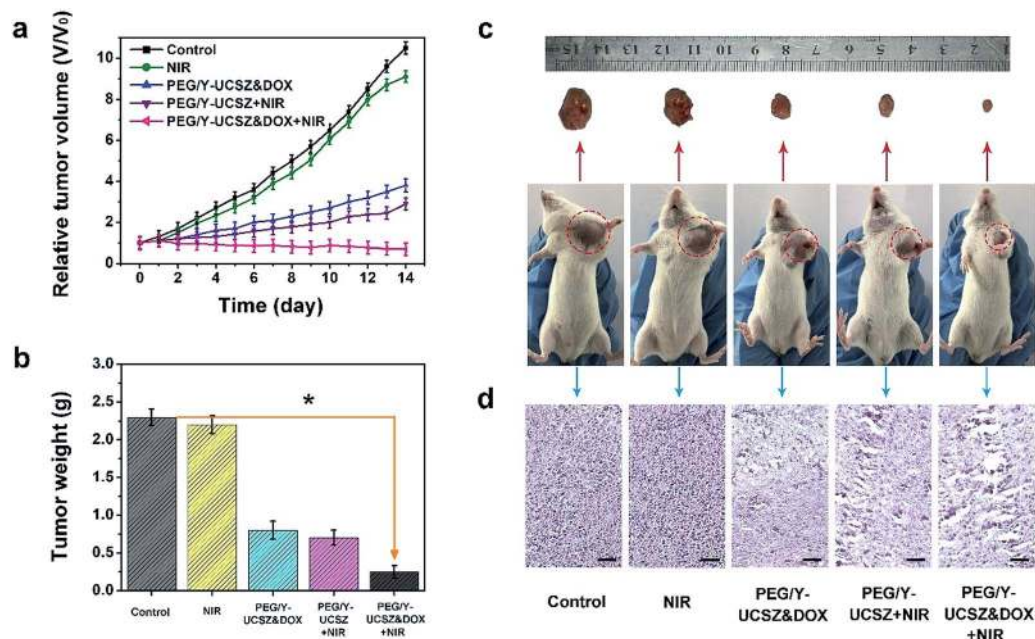 a
Relative tumor volume (V/V₀)
10
8
6
4
2
0
Control
NIR
PEG/Y-UCSZ&DOX
PEG/Y-UCSZ+NIR
PEG/Y-UCSZ&DOX+NIR
0 2 4 6 8 10 12 14
Time (day)
b
Tumor weight (g)
3.0
2.5
2.0
1.5
1.0
0.5
0.0
*
Control
NIR
PEG/Y-
UCSZ&DOX
PEG/Y-
UCSZ
+NIR
PEG/Y-
UCSZ&DOX
+NIR
c
15 14 13 12 11 10 9 8 7 6 5 4 3 2 1
d
Control
NIR
PEG/Y-
UCSZ&DOX
PEG/Y-
UCSZ+NIR
PEG/Y-
UCSZ&DOX
+NIR